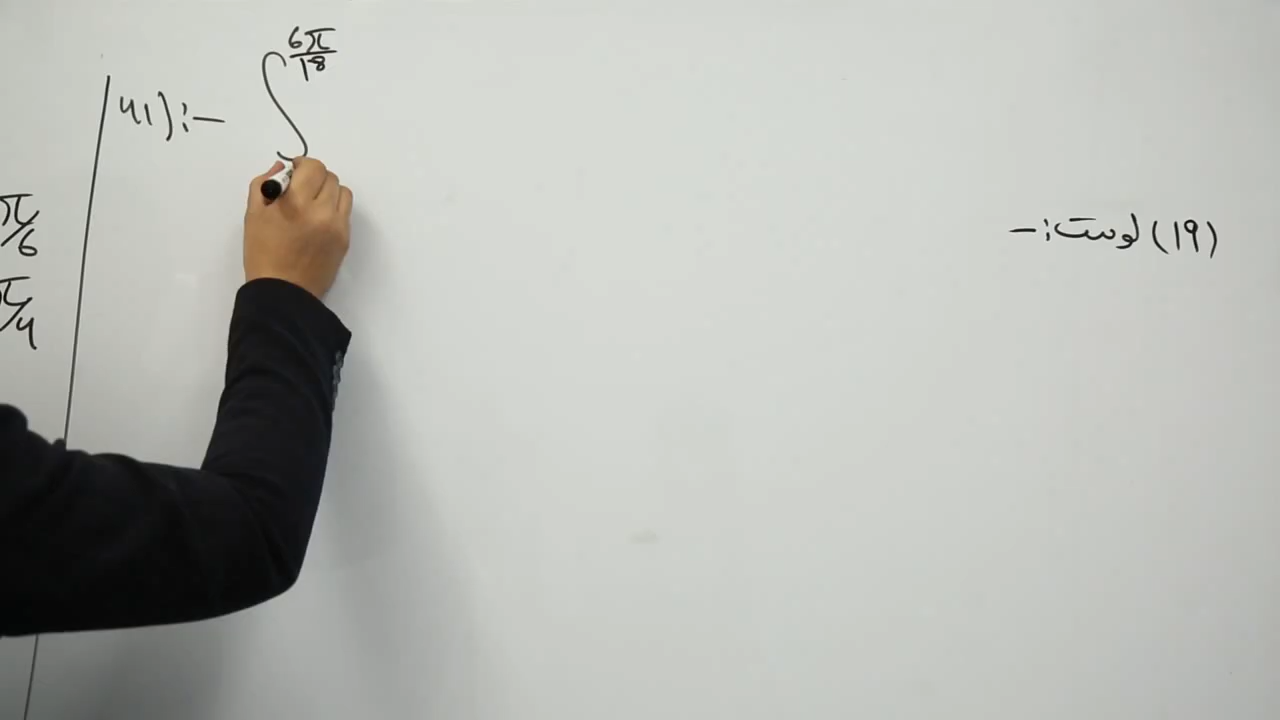 41):- ∫ 6π/18
π/6
π/4
(19) لوست:-